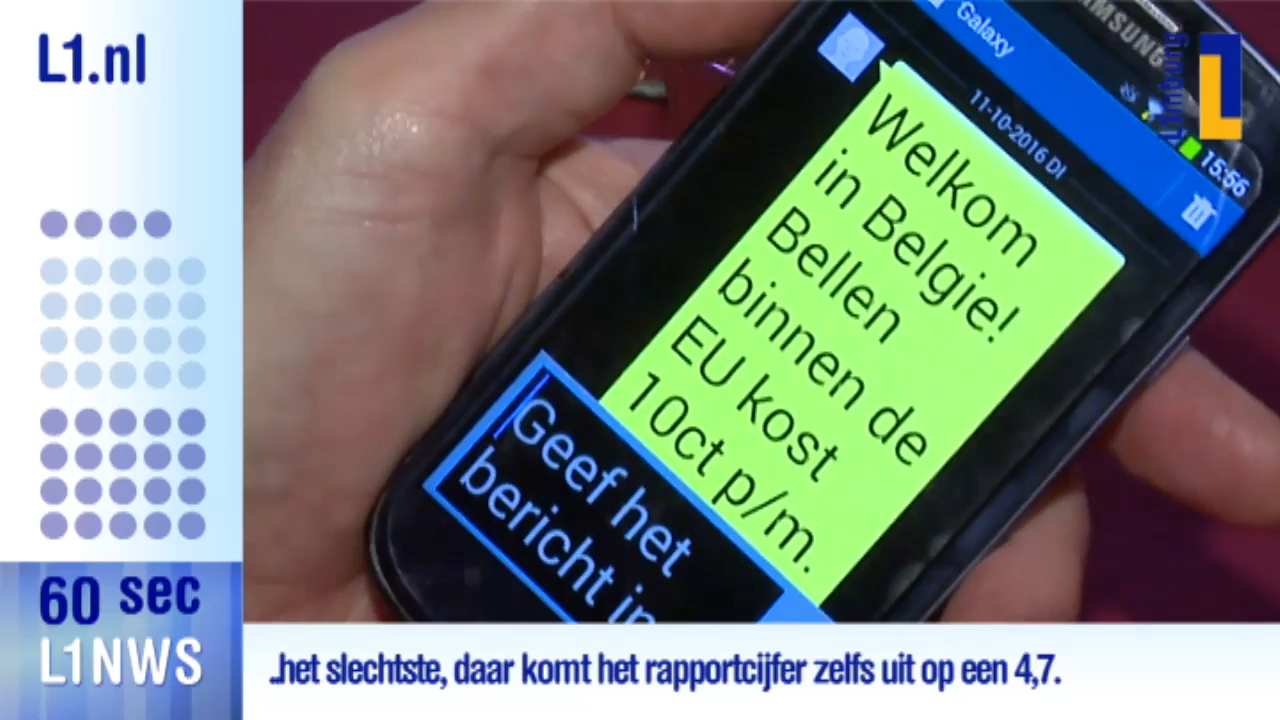 L1.nl
Galaxy
SAMSUNG
15:56
11-10-2016 DI
Welkom
in Belgie!
Bellen
binnen de
EU kost
10ct p/m.
Geef het
bericht in
Limburg
L1
60 sec
L1NWS
..het slechtste, daar komt het rapportcijfer zelfs uit op een 4,7.